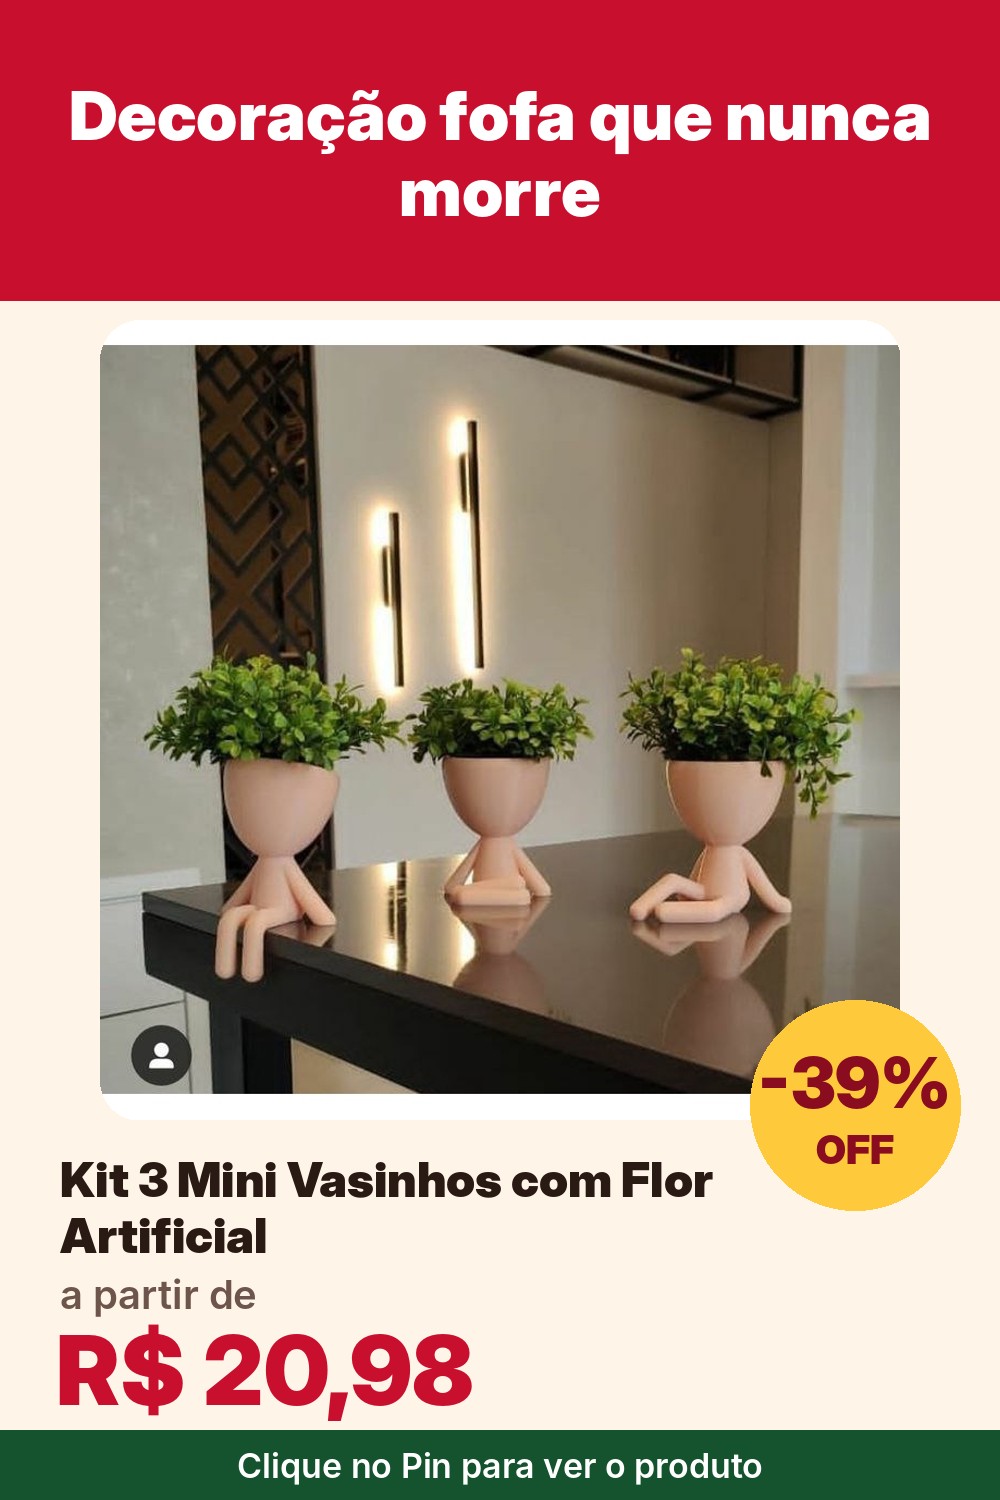 Decoração fofa que nunca
morre
-39%
OFF
Kit 3 Mini Vasinhos com Flor
Artificial
a partir de
R$ 20,98
Clique no Pin para ver o produto